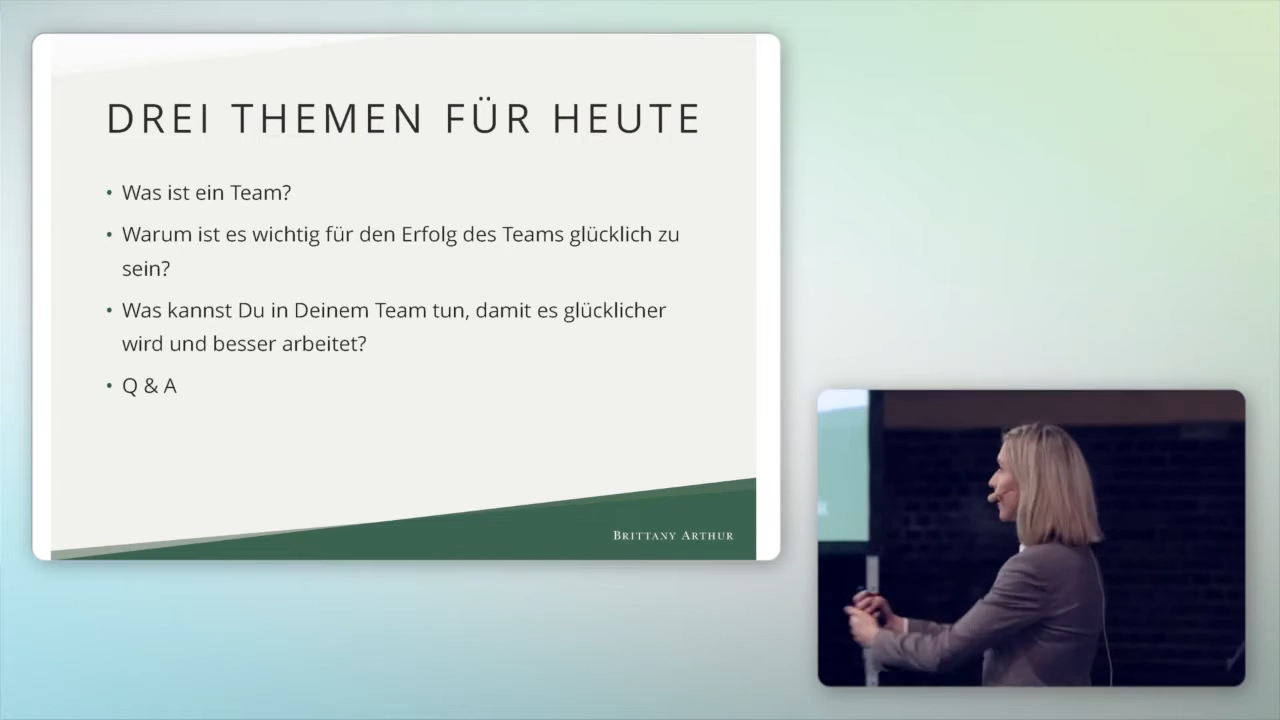 DREI THEMEN FÜR HEUTE
• Was ist ein Team?
• Warum ist es wichtig für den Erfolg des Teams glücklich zu
sein?
• Was kannst Du in Deinem Team tun, damit es glücklicher
wird und besser arbeitet?
• Q & A
Brittany Arthur